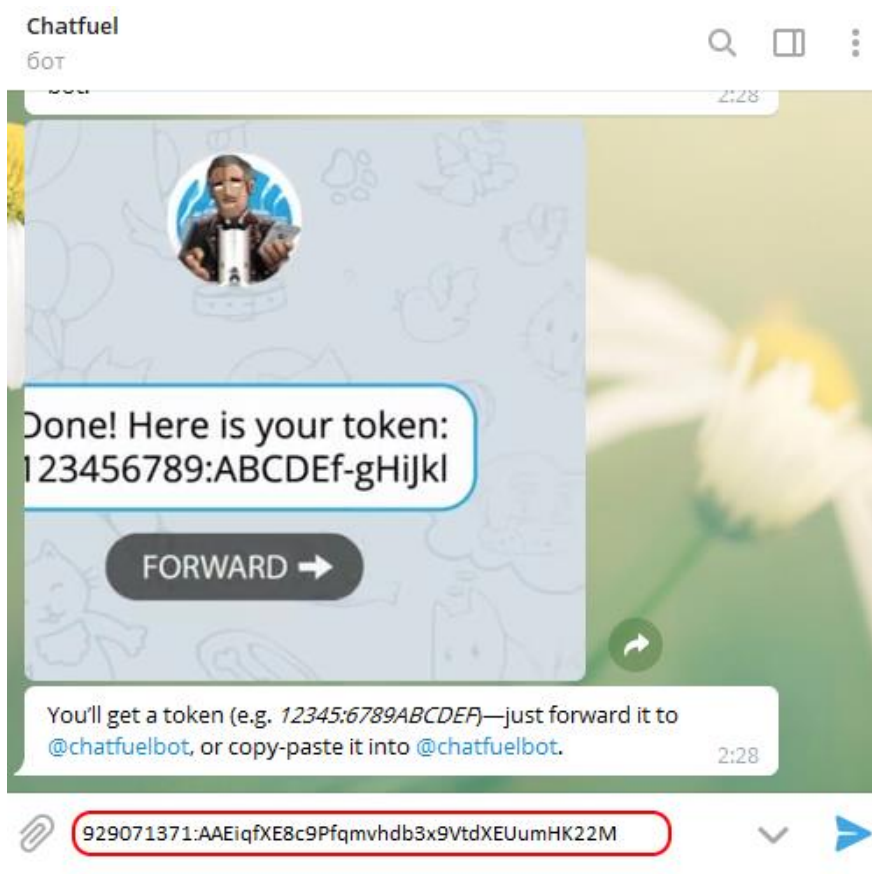 Chatfuel
бот
bot.
2:28
Done! Here is your token:
123456789:ABCDEf-gHiJkl
FORWARD
You'll get a token (e.g. 12345:6789ABCDEF)—just forward it to
@chatfuelbot, or copy-paste it into @chatfuelbot.
2:28
929071371:AAEiqfXE8c9Pfqmvhdb3x9VtdXEUumHK22M